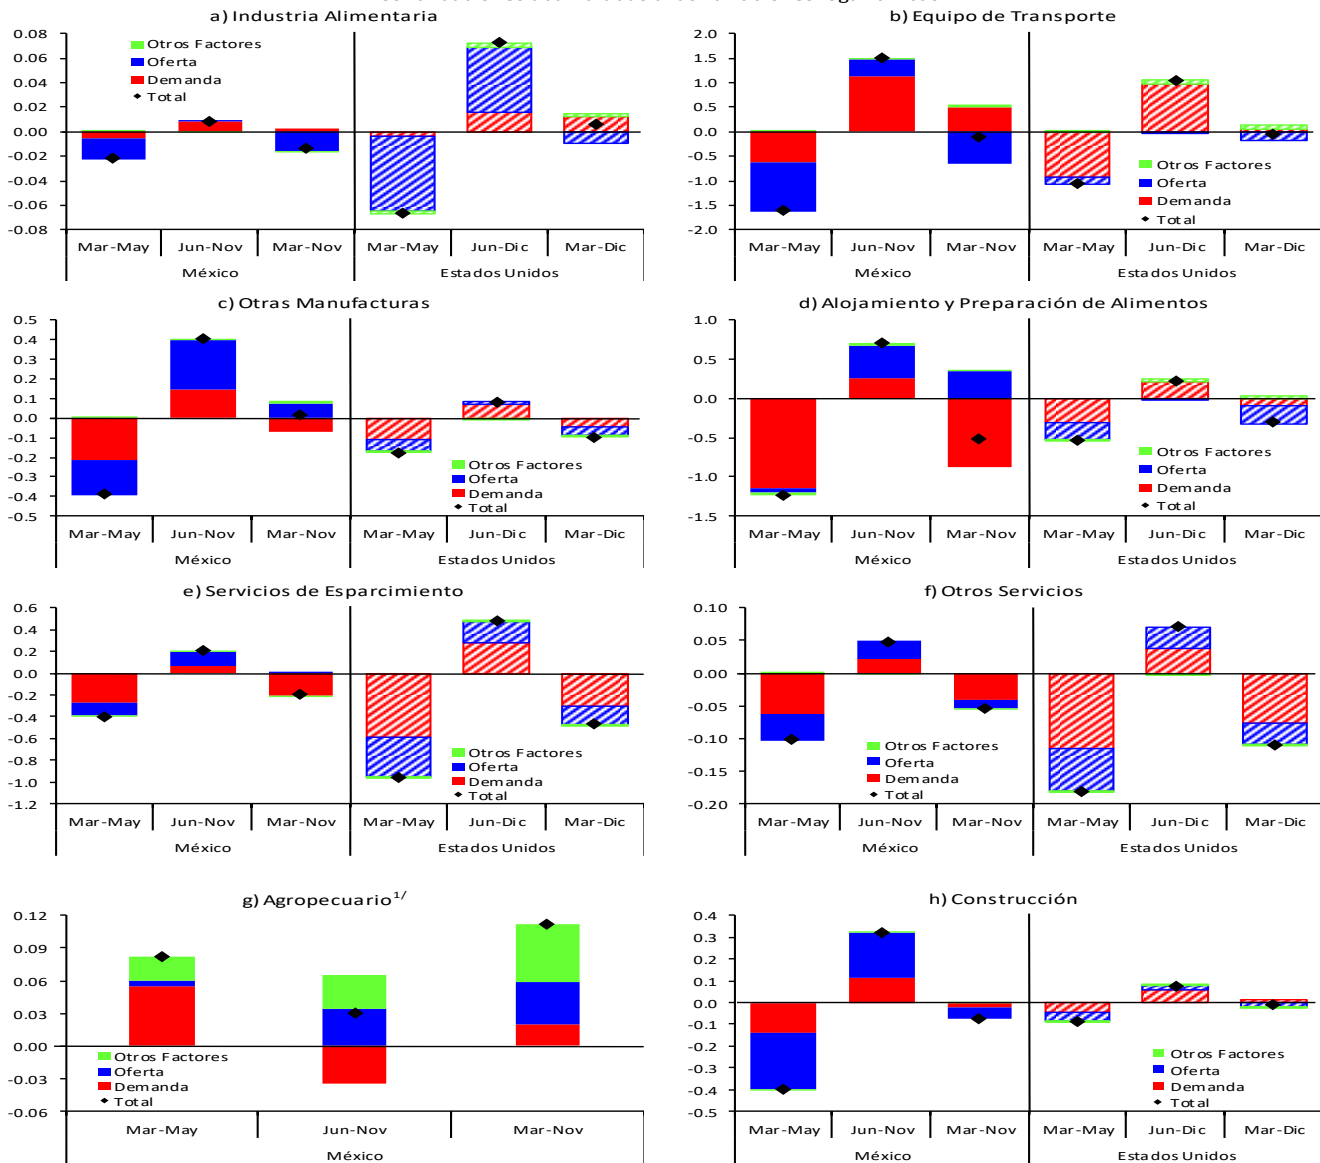 a) Industria Alimentaria
0.08
0.06
0.04
0.02
0.00
-0.02
-0.04
-0.06
-0.08
Otros Factores
Oferta
Demanda
Total
Mar-May Jun-Nov Mar-Nov Mar-May Jun-Dic Mar-Dic
México Estados Unidos
b) Equipo de Transporte
2.0
1.5
1.0
0.5
0.0
-0.5
-1.0
-1.5
-2.0
Otros Factores
Oferta
Demanda
Total
Mar-May Jun-Nov Mar-Nov Mar-May Jun-Dic Mar-Dic
México Estados Unidos
c) Otras Manufacturas
0.5
0.4
0.3
0.2
0.1
0.0
-0.1
-0.2
-0.3
-0.4
-0.5
Otros Factores
Oferta
Demanda
Total
Mar-May Jun-Nov Mar-Nov Mar-May Jun-Dic Mar-Dic
México Estados Unidos
d) Alojamiento y Preparación de Alimentos
1.0
0.5
0.0
-0.5
-1.0
-1.5
Otros Factores
Oferta
Demanda
Total
Mar-May Jun-Nov Mar-Nov Mar-May Jun-Dic Mar-Dic
México Estados Unidos
e) Servicios de Esparcimiento
0.6
0.4
0.2
0.0
-0.2
-0.4
-0.6
-0.8
-1.0
-1.2
Otros Factores
Oferta
Demanda
Total
Mar-May Jun-Nov Mar-Nov Mar-May Jun-Dic Mar-Dic
México Estados Unidos
f) Otros Servicios
0.10
0.05
0.00
-0.05
-0.10
-0.15
-0.20
Otros Factores
Oferta
Demanda
Total
Mar-May Jun-Nov Mar-Nov Mar-May Jun-Dic Mar-Dic
México Estados Unidos
g) Agropecuario1/
0.12
0.09
0.06
0.03
0.00
-0.03
-0.06
Otros Factores
Oferta
Demanda
Total
Mar-May Jun-Nov Mar-Nov
México
h) Construcción
0.4
0.3
0.2
0.1
0.0
-0.1
-0.2
-0.3
-0.4
-0.5
Otros Factores
Oferta
Demanda
Total
Mar-May Jun-Nov Mar-Nov Mar-May Jun-Dic Mar-Dic
México Estados Unidos